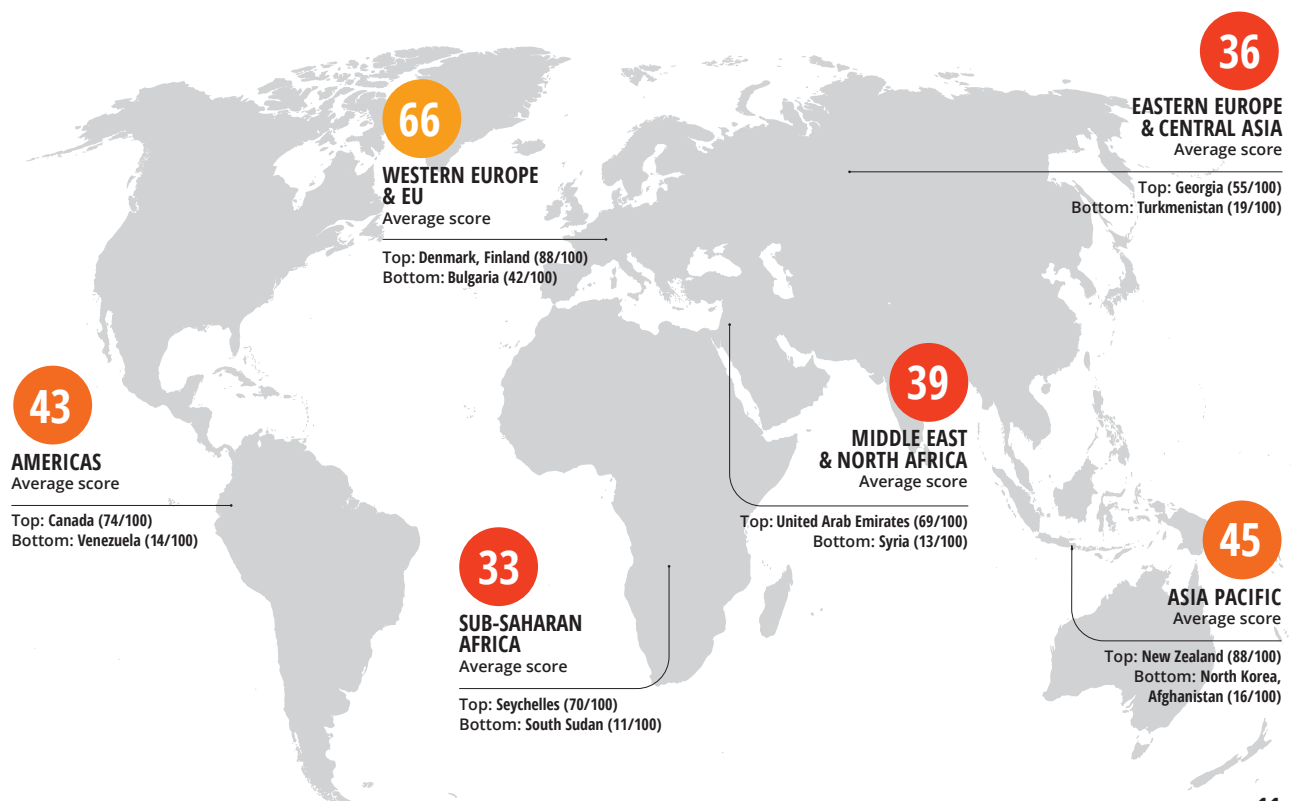 36
EASTERN EUROPE
& CENTRAL ASIA
Average score
Top: Georgia (55/100)
Bottom: Turkmenistan (19/100)
66
WESTERN EUROPE
& EU
Average score
Top: Denmark, Finland (88/100)
Bottom: Bulgaria (42/100)
43
AMERICAS
Average score
Top: Canada (74/100)
Bottom: Venezuela (14/100)
39
MIDDLE EAST
& NORTH AFRICA
Average score
Top: United Arab Emirates (69/100)
Bottom: Syria (13/100)
33
SUB-SAHARAN
AFRICA
Average score
Top: Seychelles (70/100)
Bottom: South Sudan (11/100)
45
ASIA PACIFIC
Average score
Top: New Zealand (88/100)
Bottom: North Korea,
Afghanistan (16/100)